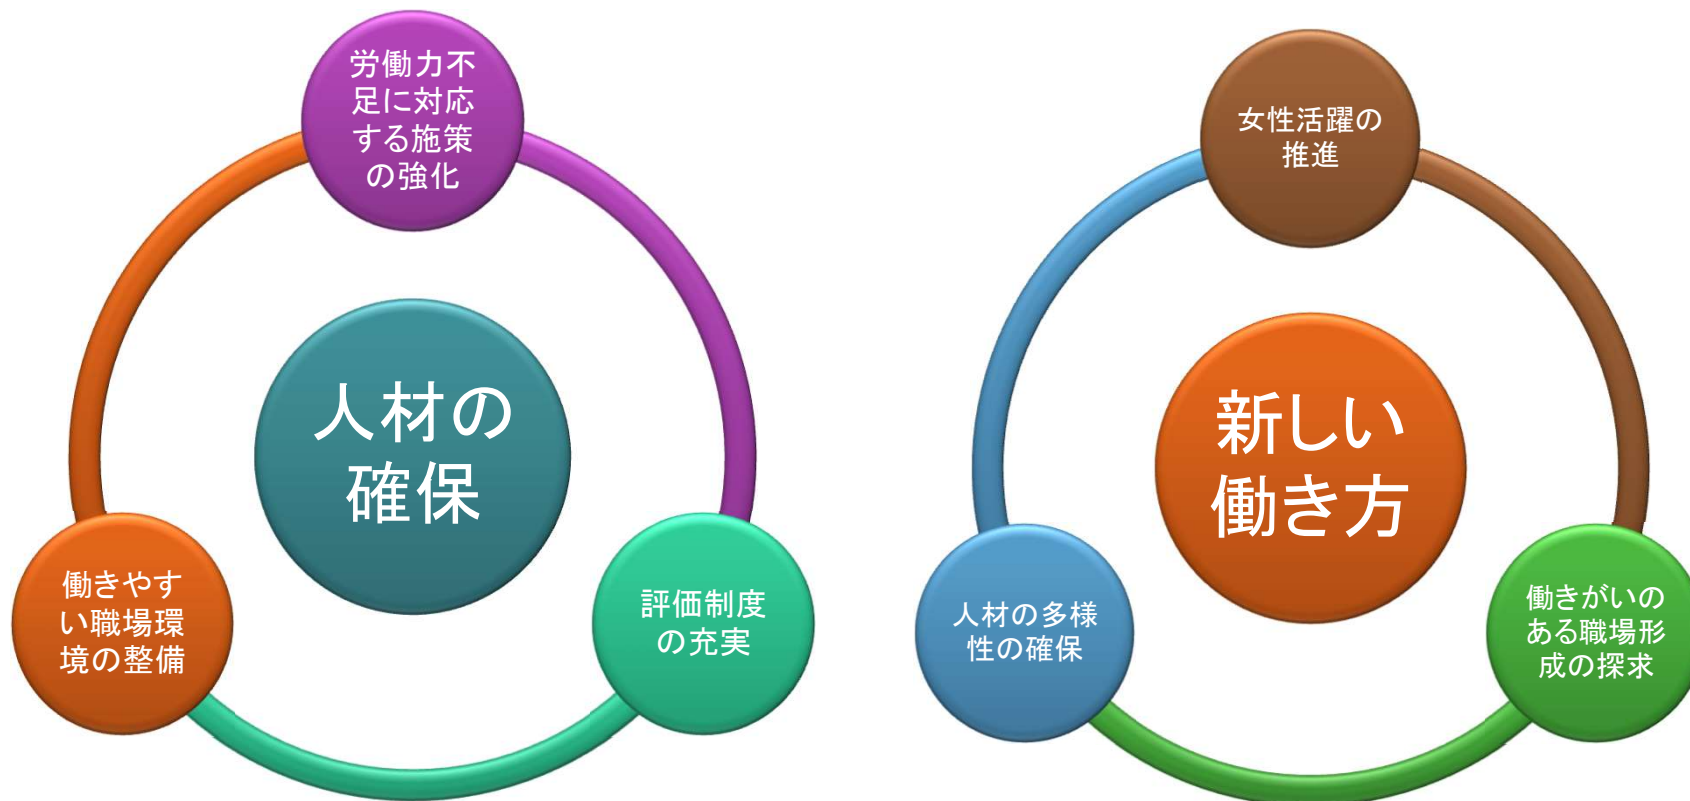 労働力不
足に対応
する施策
の強化
人材の
確保
働きやす
い職場環
境の整備
評価制度
の充実
女性活躍の
推進
新しい
働き方
人材の多様
性の確保
働きがいの
ある職場形
成の探求